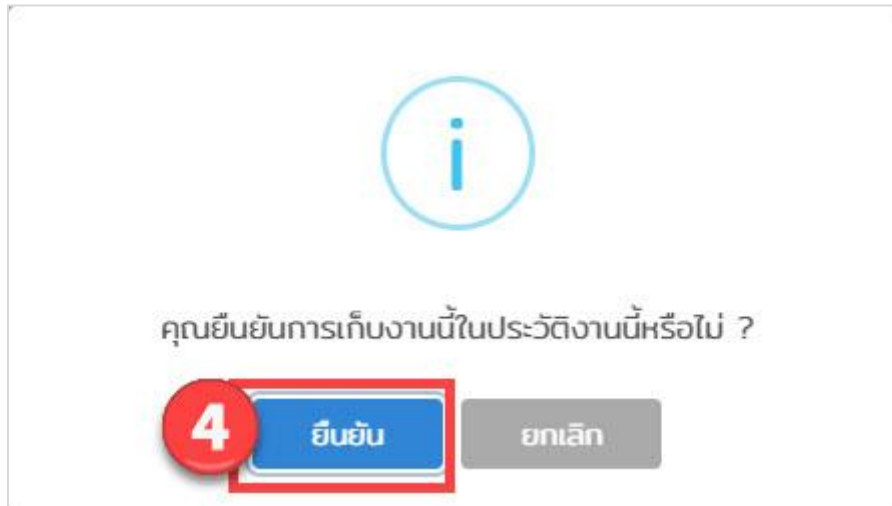 i
คุณยืนยันการเก็บงานนี้ในประวัติงานนี้หรือไม่ ?
4 ยืนยัน ยกเลิก